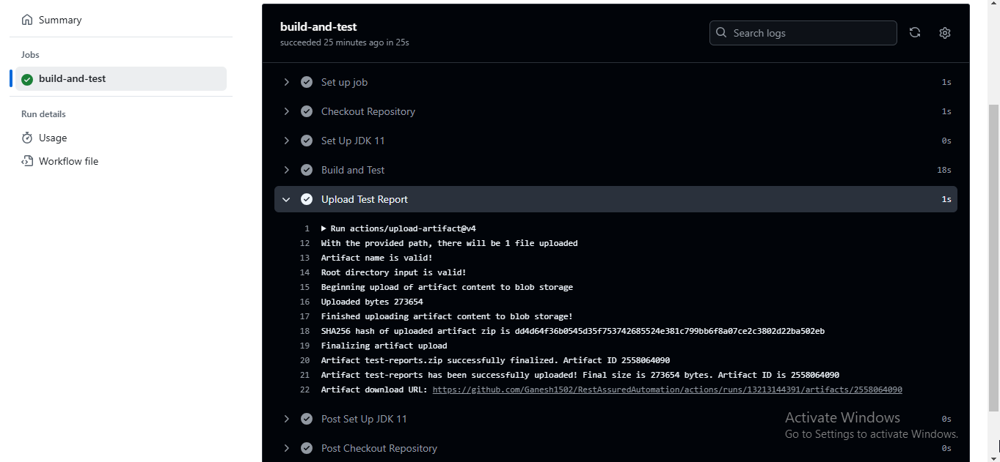 Summary
Jobs
build-and-test
Run details
Usage
Workflow file
build-and-test
succeeded 25 minutes ago in 25s
Search logs
Set up job 1s
Checkout Repository 1s
Set Up JDK 11 0s
Build and Test 18s
Upload Test Report 1s
1 Run actions/upload-artifact@v4
12 With the provided path, there will be 1 file uploaded
13 Artifact name is valid!
14 Root directory input is valid!
15 Beginning upload of artifact content to blob storage
16 Uploaded bytes 273654
17 Finished uploading artifact content to blob storage!
18 SHA256 hash of uploaded artifact zip is dd4d64f36b0545d35f753742685524e381c799bb6f8a07ce2c3802d22ba502eb
19 Finalizing artifact upload
20 Artifact test-reports.zip successfully finalized. Artifact ID 2558064090
21 Artifact test-reports has been successfully uploaded! Final size is 273654 bytes. Artifact ID is 2558064090
22 Artifact download URL: https://github.com/Ganesh1502/RestAssuredAutomation/actions/runs/13213144391/artifacts/2558064090
Post Set Up JDK 11 0s
Activate Windows
Go to Settings to activate Windows.
Post Checkout Repository 0s